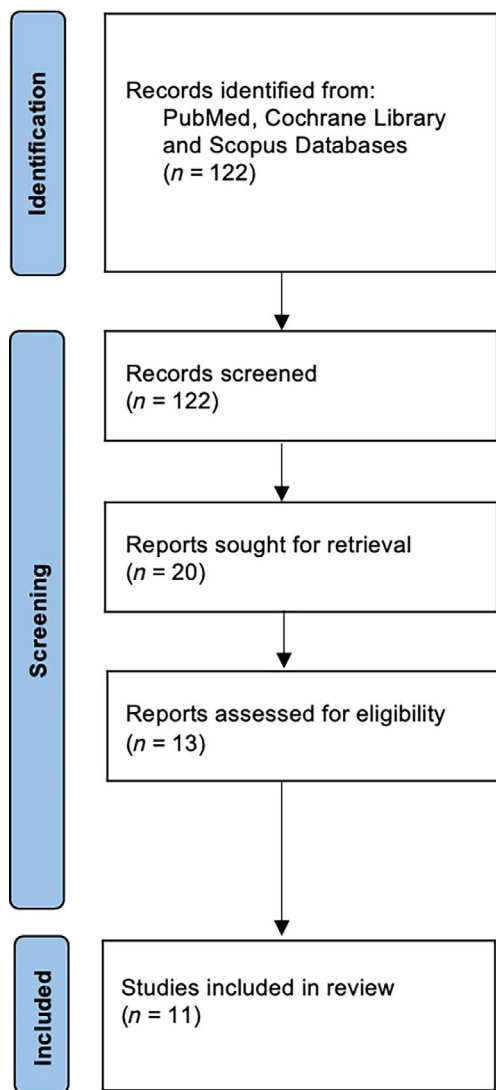 Identification
Records identified from:
PubMed, Cochrane Library
and Scopus Databases
(n = 122)
Screening
Records screened
(n = 122)
Reports sought for retrieval
(n = 20)
Reports assessed for eligibility
(n = 13)
Included
Studies included in review
(n = 11)